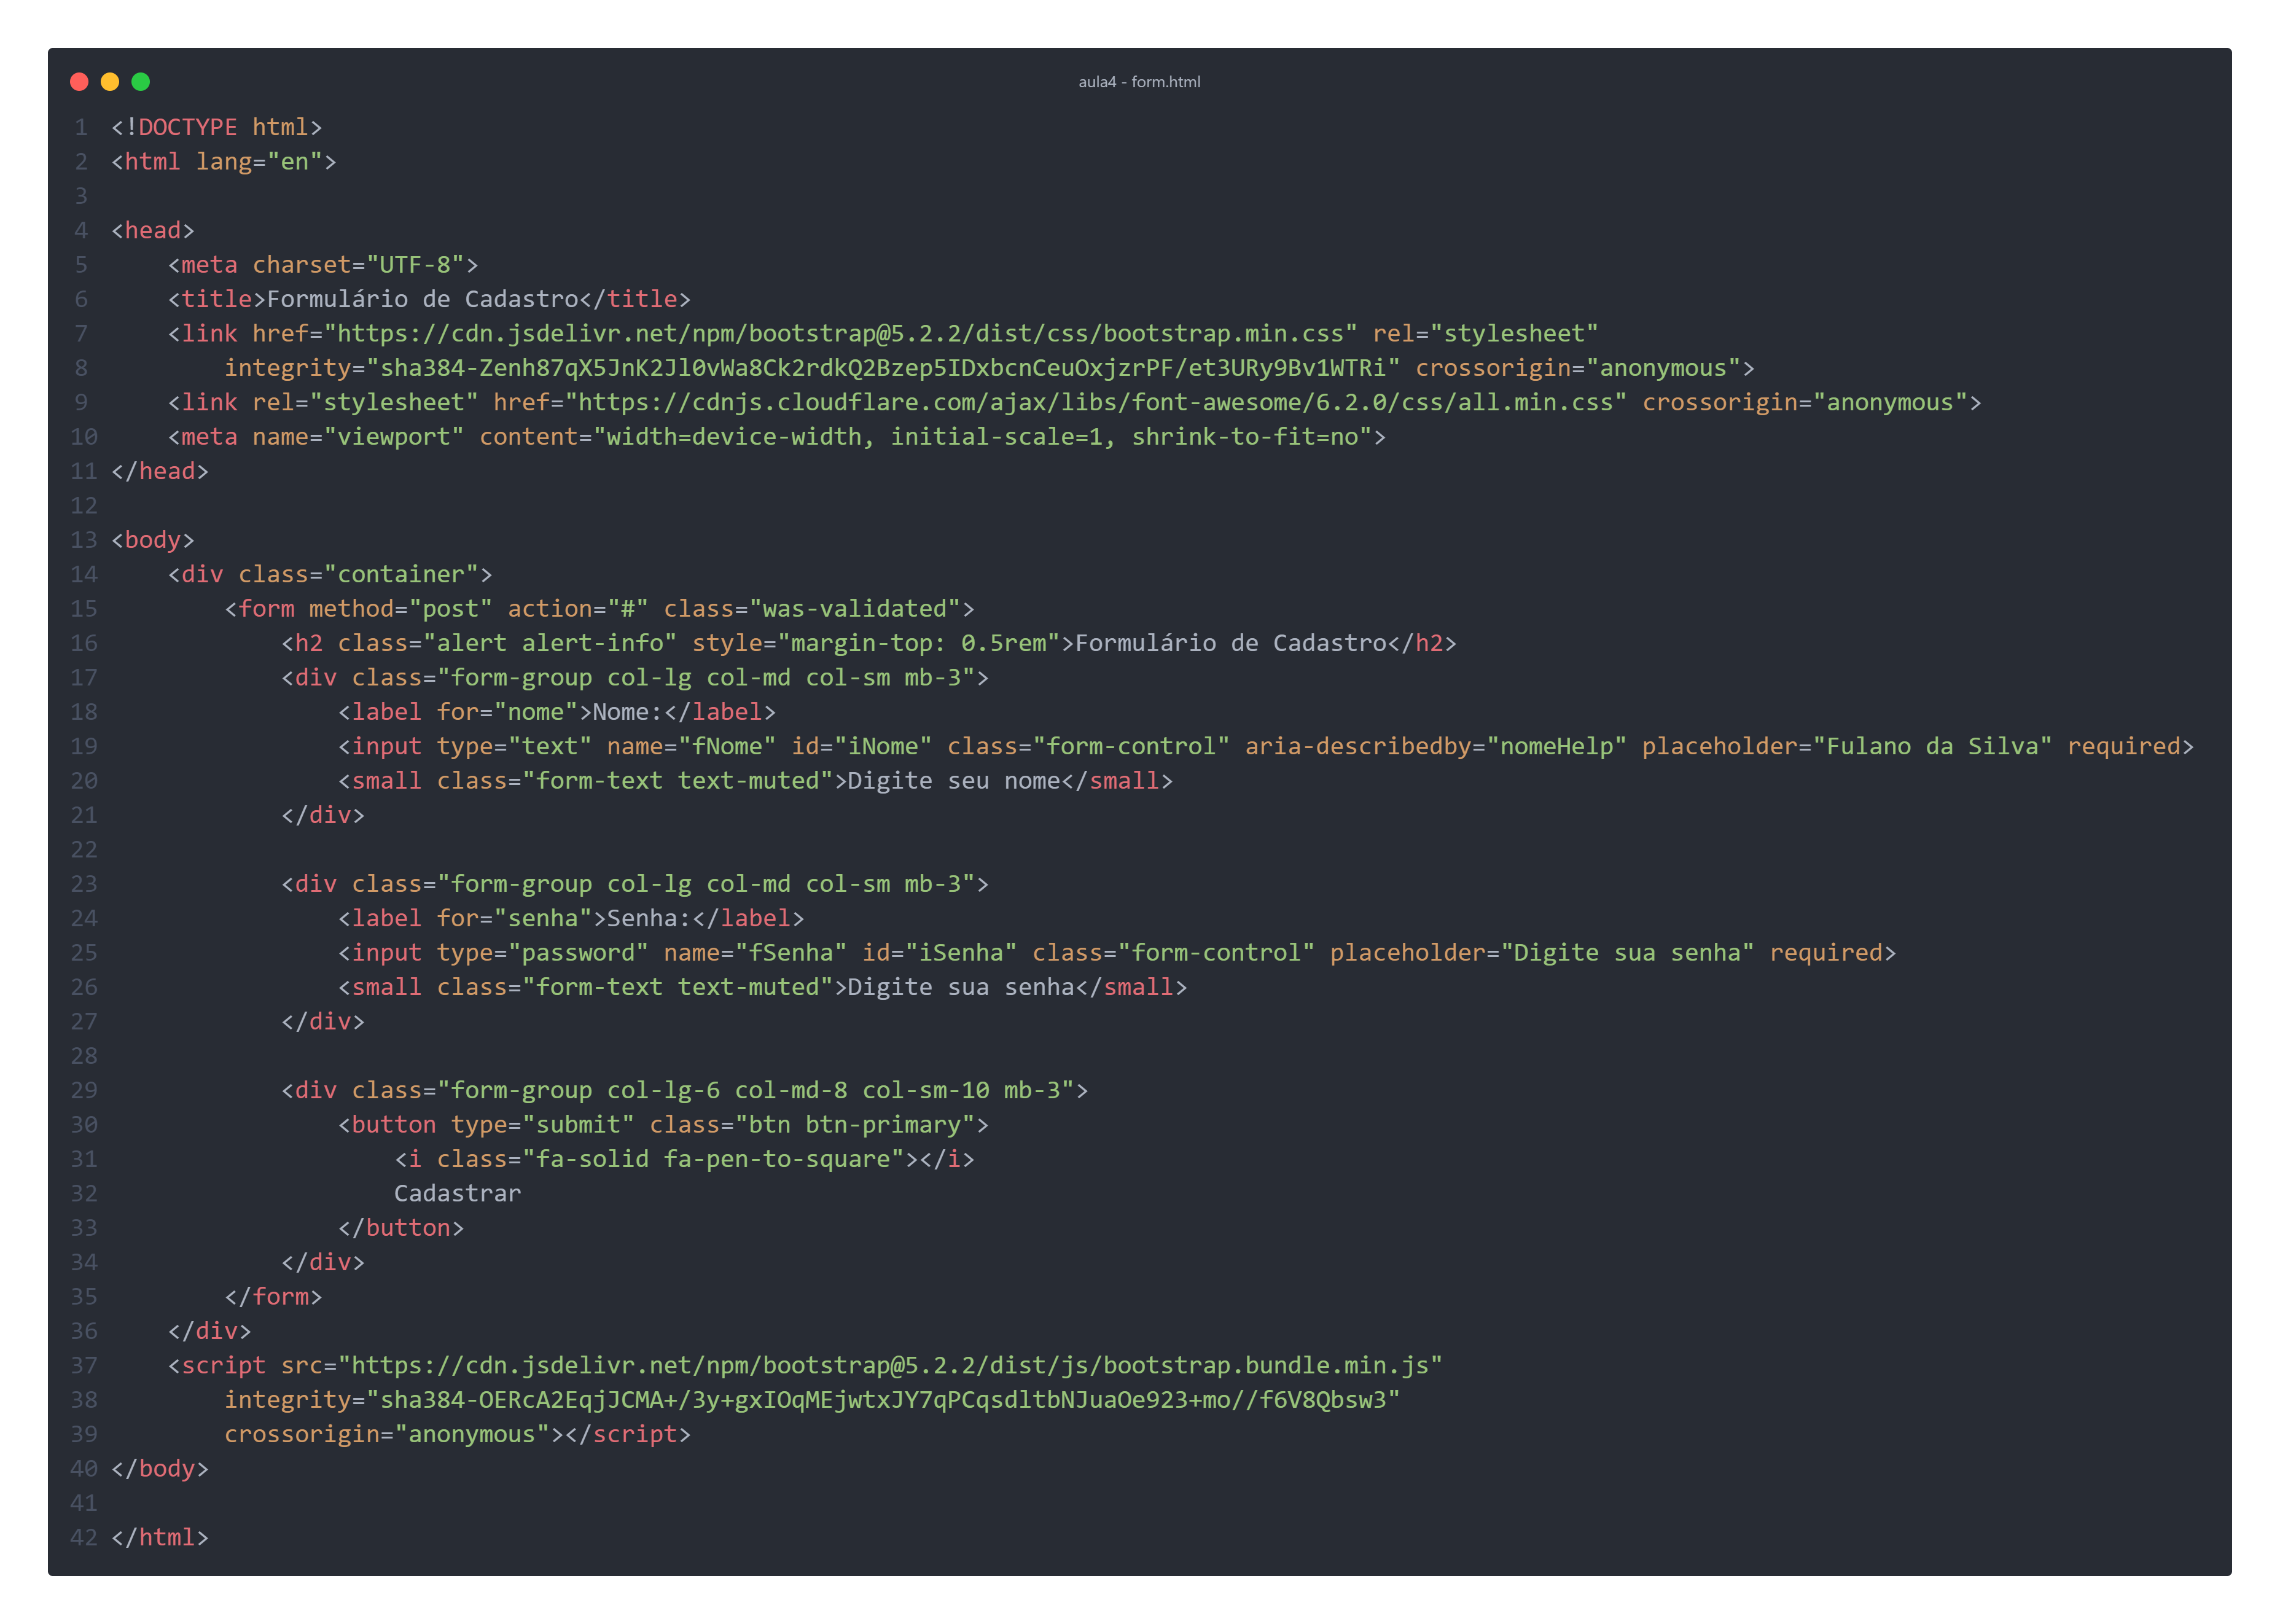 aula4 - form.html
1 <!DOCTYPE html>
2 <html lang="en">
3
4 <head>
5     <meta charset="UTF-8">
6     <title>Formulário de Cadastro</title>
7     <link href="https://cdn.jsdelivr.net/npm/bootstrap@5.2.2/dist/css/bootstrap.min.css" rel="stylesheet"
8         integrity="sha384-Zenh87qX5JnK2Jl0vWa8Ck2rdkQ2Bzep5IDxbcnCeuOxjzrPF/et3URy9Bv1WTRi" crossorigin="anonymous">
9     <link rel="stylesheet" href="https://cdnjs.cloudflare.com/ajax/libs/font-awesome/6.2.0/css/all.min.css" crossorigin="anonymous">
10     <meta name="viewport" content="width=device-width, initial-scale=1, shrink-to-fit=no">
11 </head>
12
13 <body>
14     <div class="container">
15         <form method="post" action="#" class="was-validated">
16             <h2 class="alert alert-info" style="margin-top: 0.5rem">Formulário de Cadastro</h2>
17             <div class="form-group col-lg col-md col-sm mb-3">
18                 <label for="nome">Nome:</label>
19                 <input type="text" name="fNome" id="iNome" class="form-control" aria-describedby="nomeHelp" placeholder="Fulano da Silva" required>
20                 <small class="form-text text-muted">Digite seu nome</small>
21             </div>
22
23             <div class="form-group col-lg col-md col-sm mb-3">
24                 <label for="senha">Senha:</label>
25                 <input type="password" name="fSenha" id="iSenha" class="form-control" placeholder="Digite sua senha" required>
26                 <small class="form-text text-muted">Digite sua senha</small>
27             </div>
28
29             <div class="form-group col-lg-6 col-md-8 col-sm-10 mb-3">
30                 <button type="submit" class="btn btn-primary">
31                     <i class="fa-solid fa-pen-to-square"></i>
32                     Cadastrar
33                 </button>
34             </div>
35         </form>
36     </div>
37     <script src="https://cdn.jsdelivr.net/npm/bootstrap@5.2.2/dist/js/bootstrap.bundle.min.js"
38         integrity="sha384-OERcA2EqjJCMA+/3y+gxIOqMEjwtxJY7qPCqsdltbNJuaOe923+mo//f6V8Qbsw3"
39         crossorigin="anonymous"></script>
40 </body>
41
42 </html>